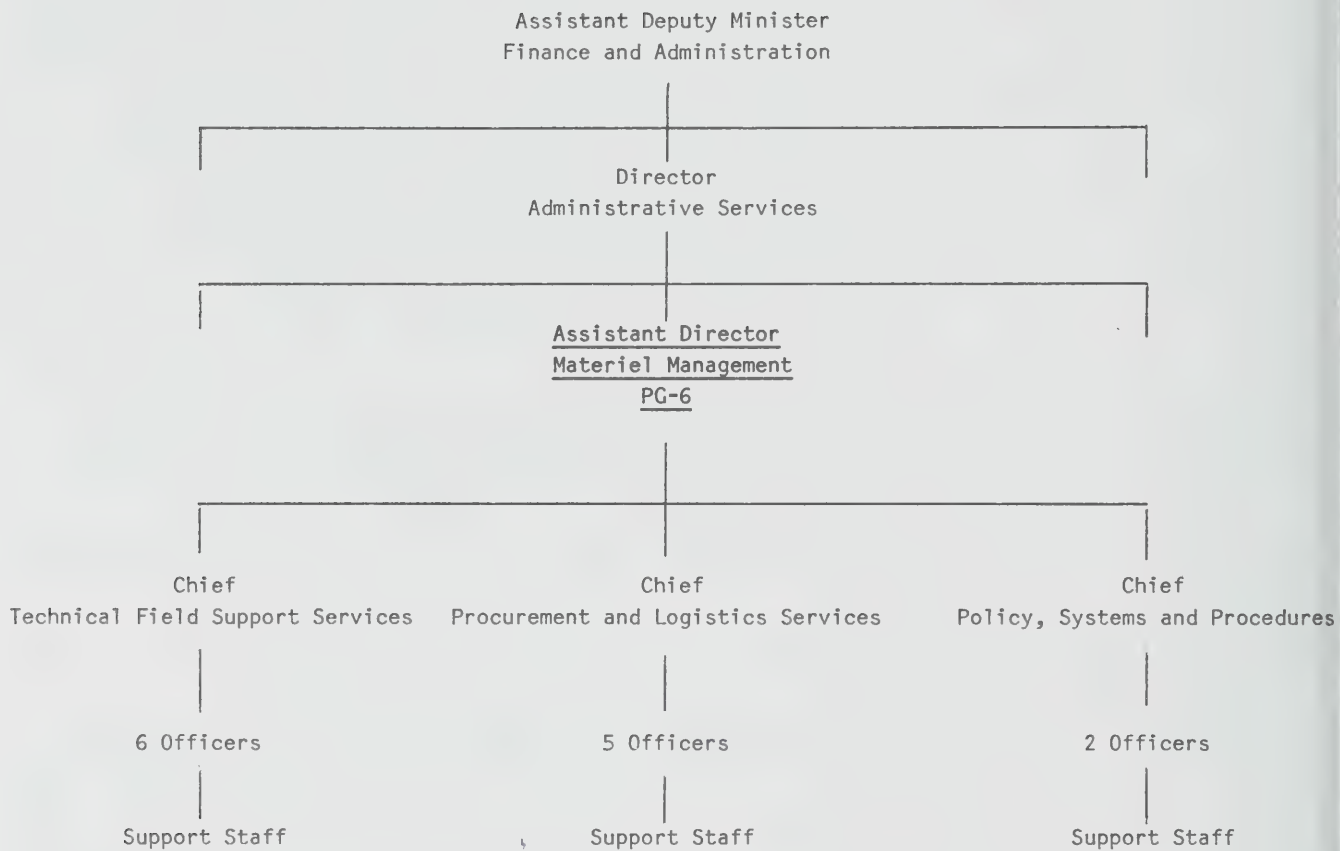 Assistant Deputy Minister
Finance and Administration
Director
Administrative Services
Assistant Director
Materiel Management
PG-6
Chief
Technical Field Support Services
Chief
Procurement and Logistics Services
Chief
Policy, Systems and Procedures
6 Officers
5 Officers
2 Officers
Support Staff
Support Staff
Support Staff